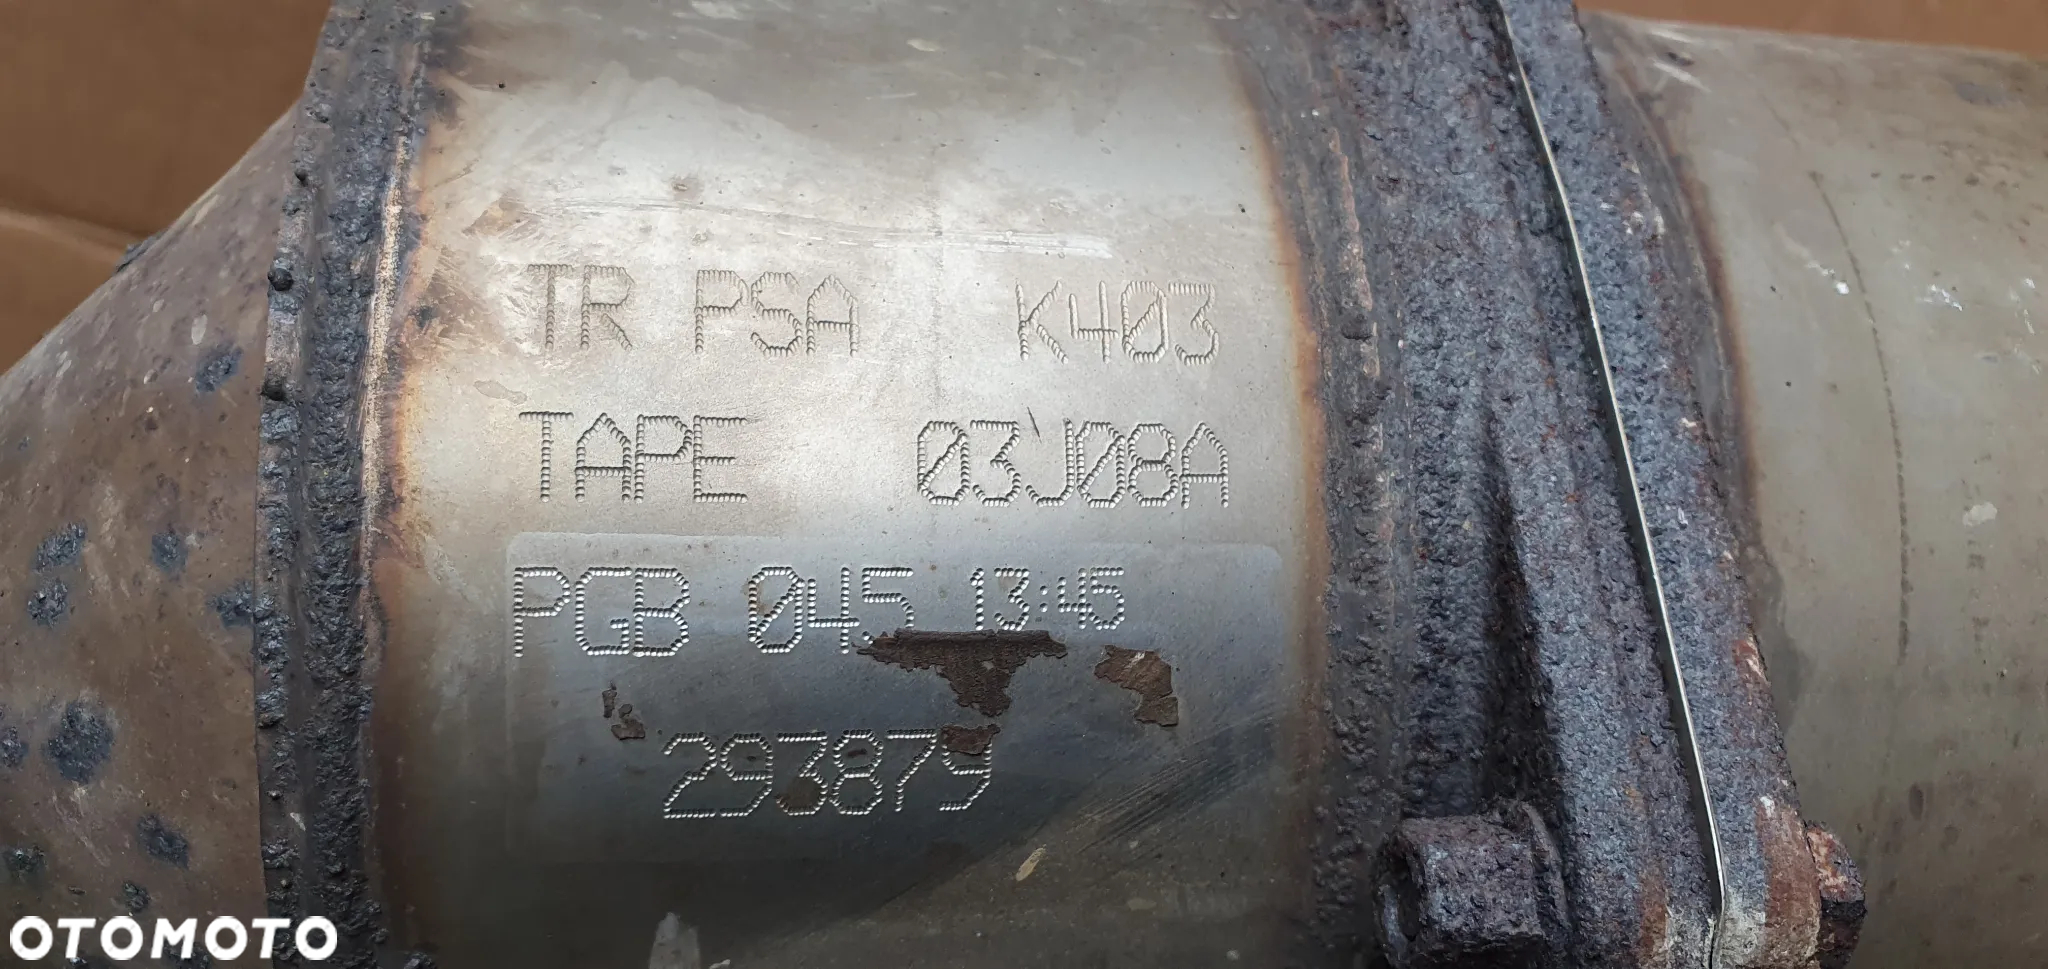 TR PSA K403
TAPE 03J08A
PGB 045 13:45
293879
OTOMOTO